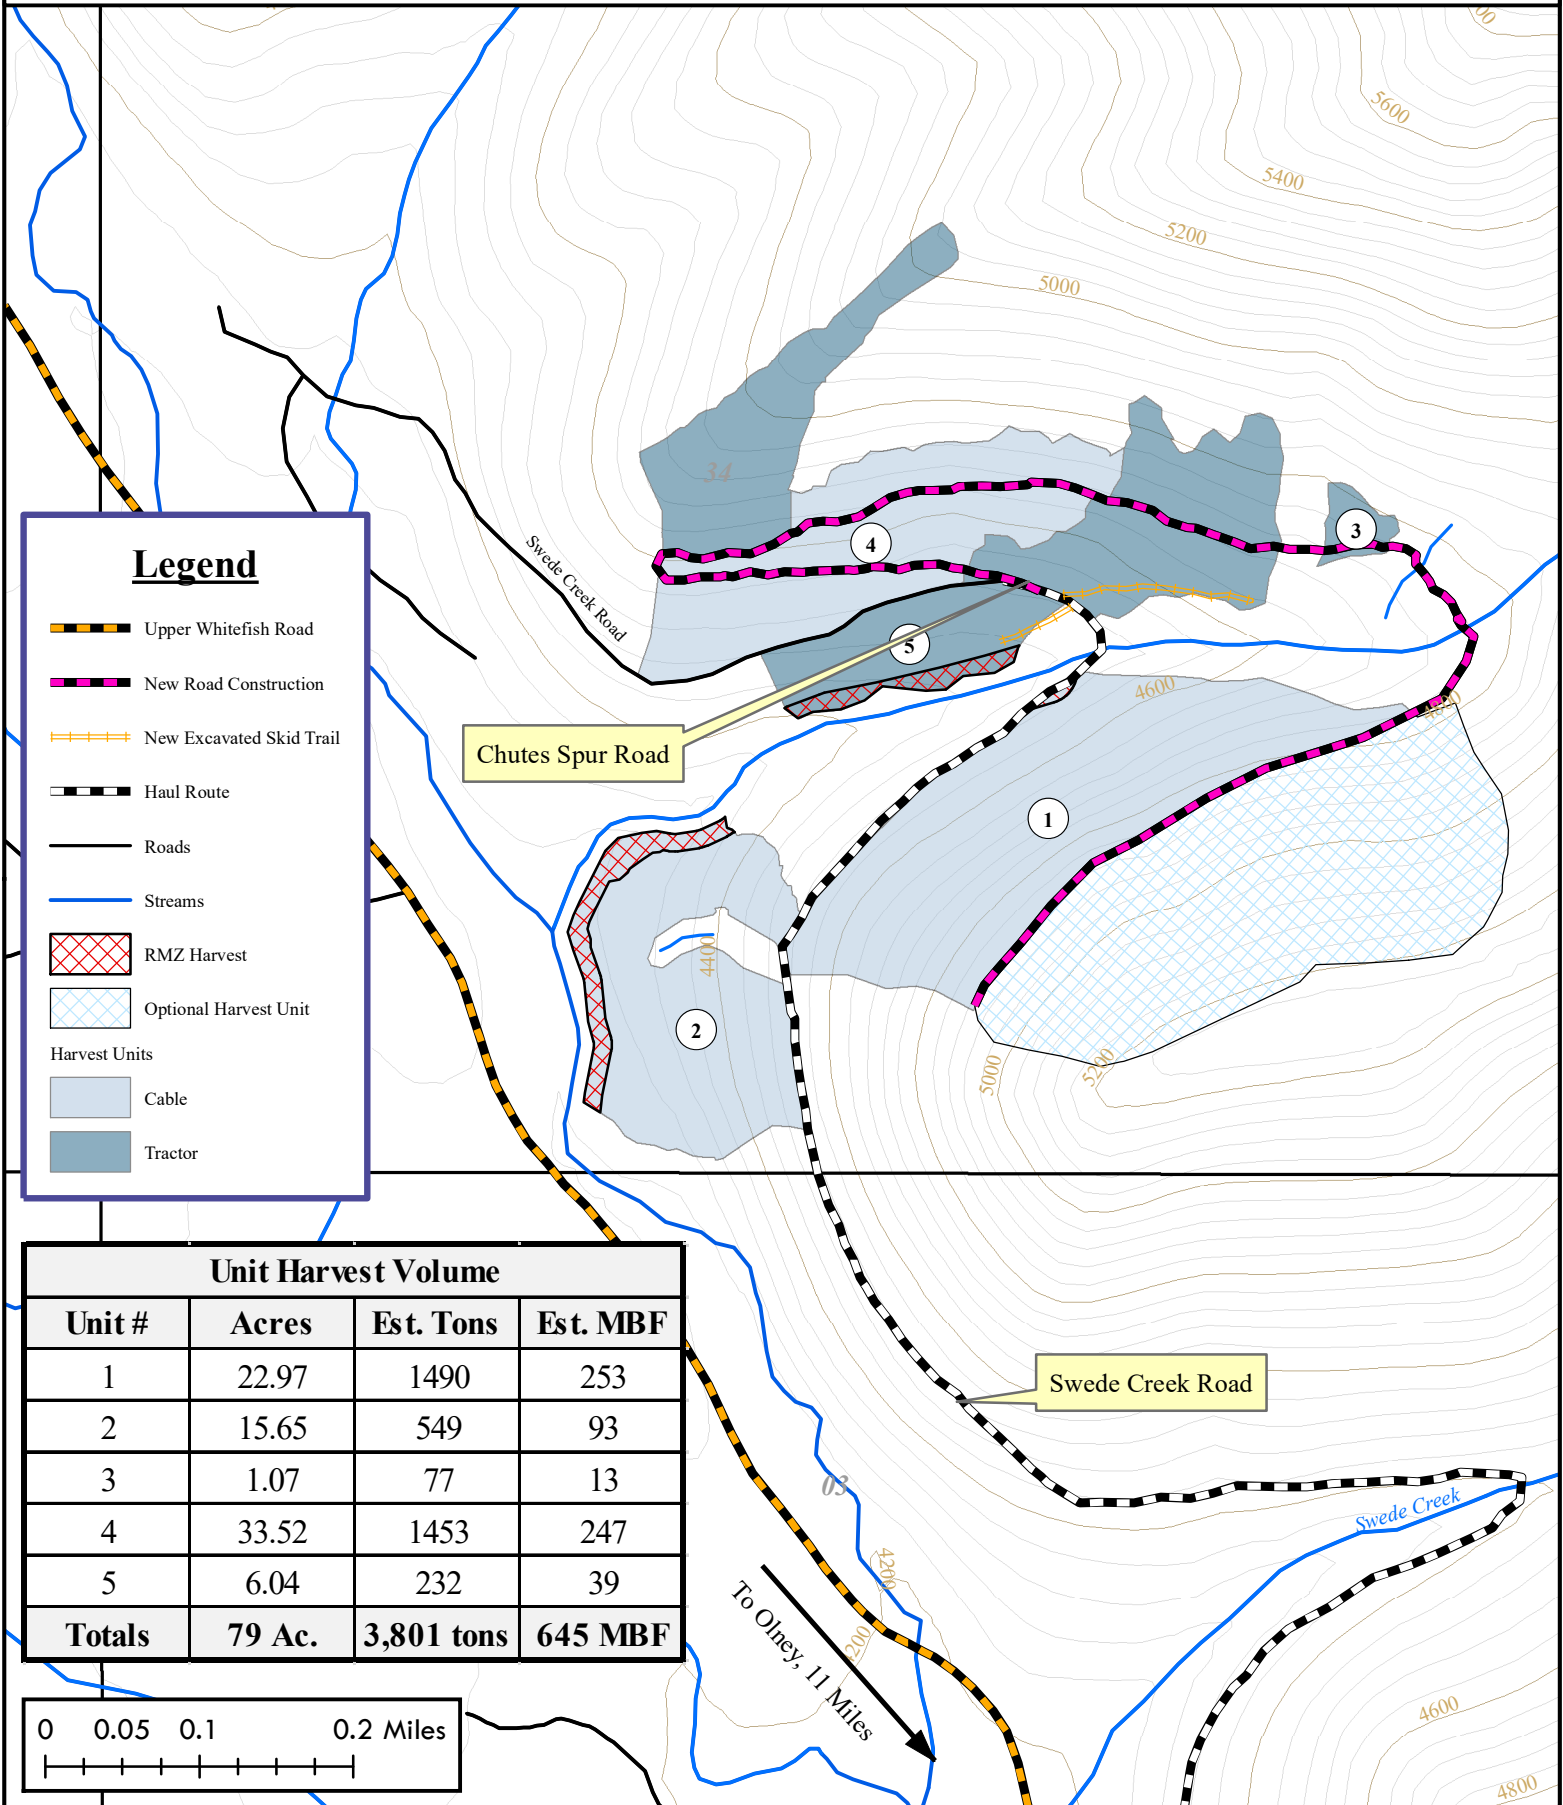 00
5600
5400
5200
5000
34
3
4
Swede Creek Road
5
4600
4800
Chutes Spur Road
1
4400
2
5000
5200
Legend
Upper Whitefish Road
New Road Construction
New Excavated Skid Trail
Haul Route
Roads
Streams
RMZ Harvest
Optional Harvest Unit
Harvest Units
Cable
Tractor
Unit Harvest Volume
Unit # Acres Est. Tons Est. MBF
1 22.97 1490 253
2 15.65 549 93
3 1.07 77 13
4 33.52 1453 247
5 6.04 232 39
Totals 79 Ac. 3,801 tons 645 MBF
Swede Creek Road
03
Swede Creek
4200
200
To Olney, 11 Miles
4600
4800
0 0.05 0.1 0.2 Miles